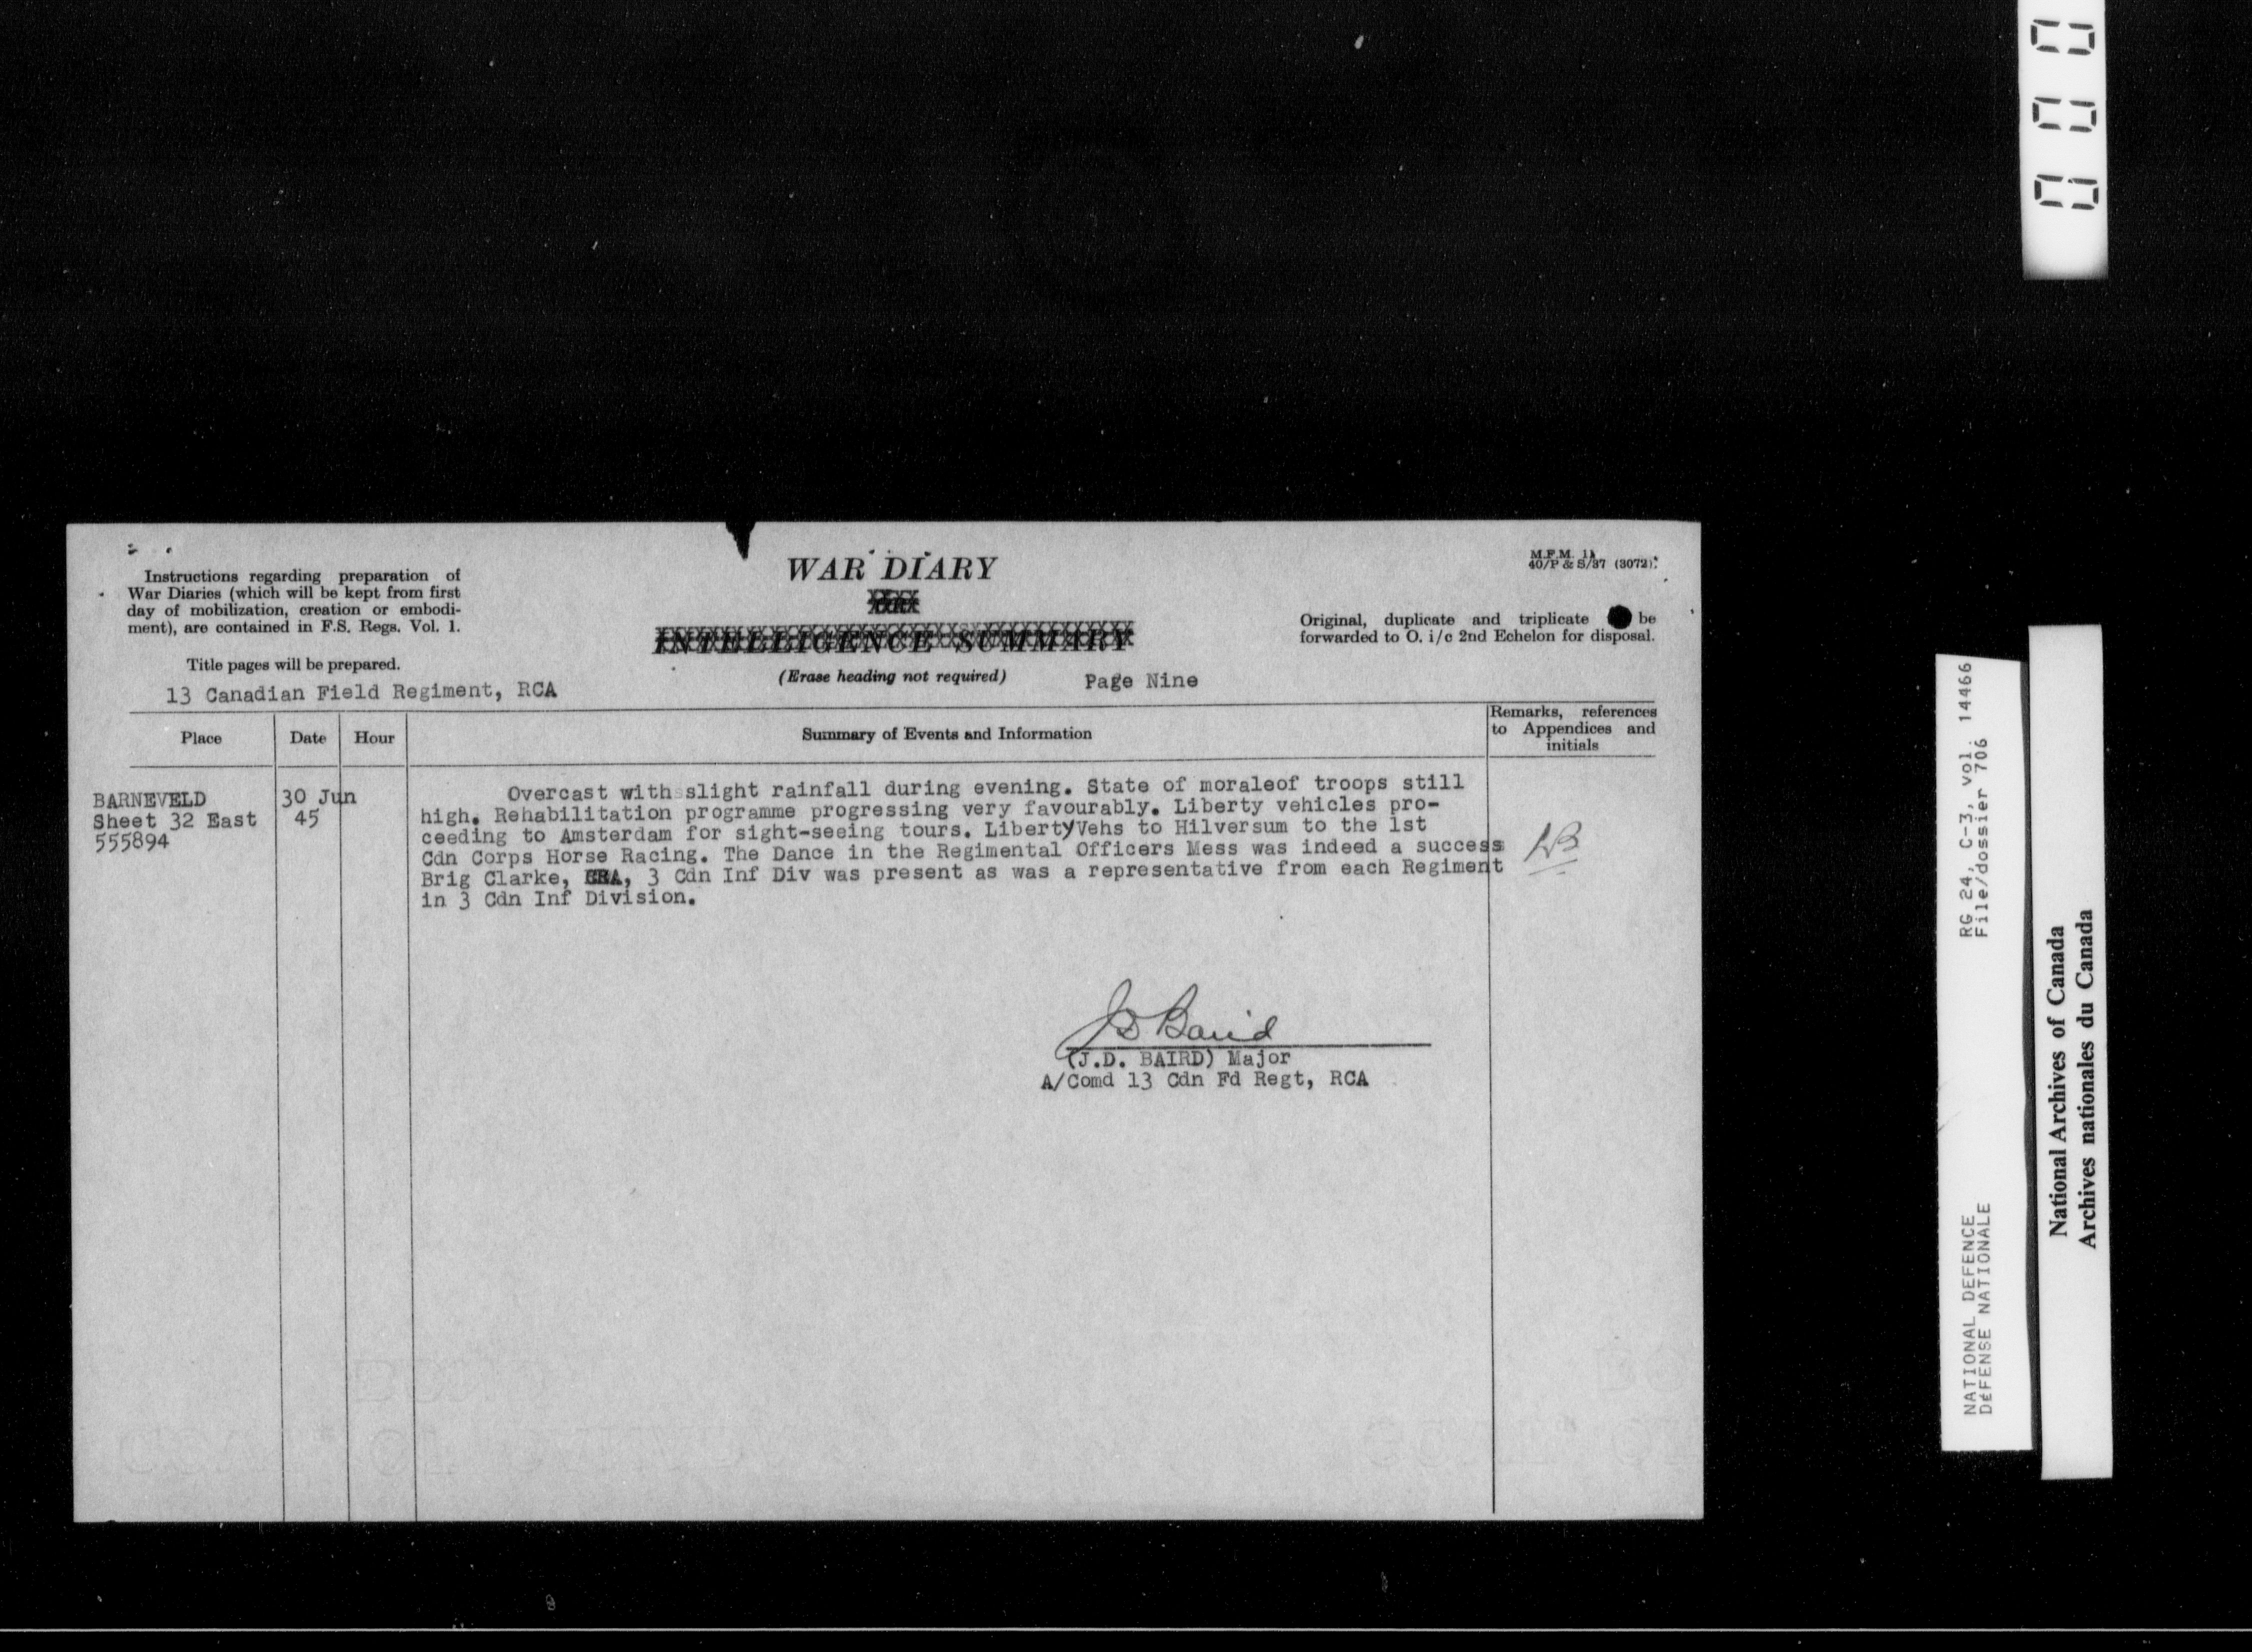 WAR DIARY
OR
INTELLIGENCE SUMMARY
(Erase heading not required)
Page Nine
M.F.M. 11
40/P & S/37 (3072).
Instructions regarding preparation of
War Diaries (which will be kept from first
day of mobilization, creation or embodi-
ment), are contained in F.S. Regs. Vol. 1.
Title pages will be prepared.
13 Canadian Field Regiment, RCA
Original, duplicate and triplicate be
forwarded to O. i/c 2nd Echelon for disposal.
Place
Date
Hour
Summary of Events and Information
Remarks, references
to Appendices and
initials
BARNEVELD
Sheet 32 East
555894
30 Jun
45
Overcast with slight rainfall during evening. State of moraleof troops still
high. Rehabilitation programme progressing very favourably. Liberty vehicles pro-
ceeding to Amsterdam for sight-seeing tours. LibertyVehs to Hilversum to the 1st
Cdn Corps Horse Racing. The Dance in the Regimental Officers Mess was indeed a success
Brig Clarke, CRA, 3 Cdn Inf Div was present as was a representative from each Regiment
in 3 Cdn Inf Division.
JD Baird
(J.D. BAIRD) Major
A/Comd 13 Cdn Fd Regt, RCA
000
RG 24, C-3, vol. 14466
File/dossier 706
NATIONAL DEFENCE
DéFENSE NATIONALE
National Archives of Canada
Archives nationales du Canada